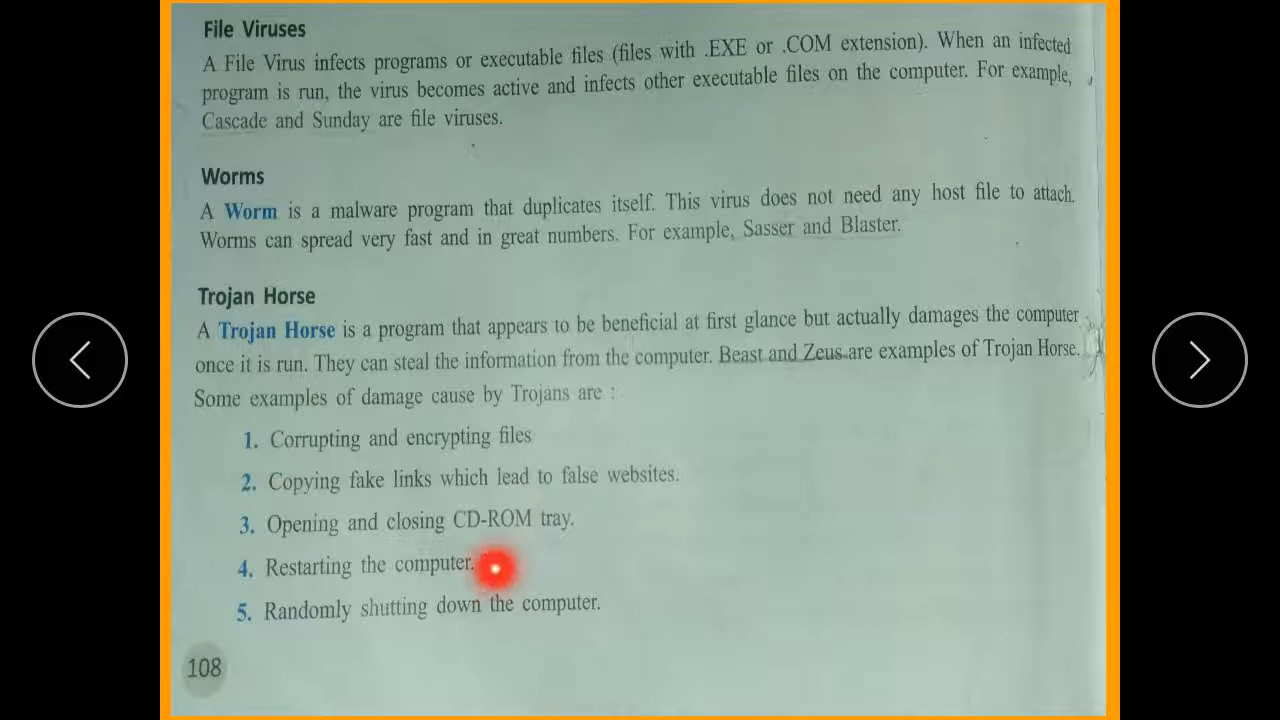 File Viruses
A File Virus infects programs or executable files (files with .EXE or .COM extension). When an infected
program is run, the virus becomes active and infects other executable files on the computer. For example,
Cascade and Sunday are file viruses.
Worms
A Worm is a malware program that duplicates itself. This virus does not need any host file to attach.
Worms can spread very fast and in great numbers. For example, Sasser and Blaster.
Trojan Horse
A Trojan Horse is a program that appears to be beneficial at first glance but actually damages the computer
once it is run. They can steal the information from the computer. Beast and Zeus are examples of Trojan Horse.
Some examples of damage cause by Trojans are :
1. Corrupting and encrypting files
2. Copying fake links which lead to false websites.
3. Opening and closing CD-ROM tray.
4. Restarting the computer.
5. Randomly shutting down the computer.
108